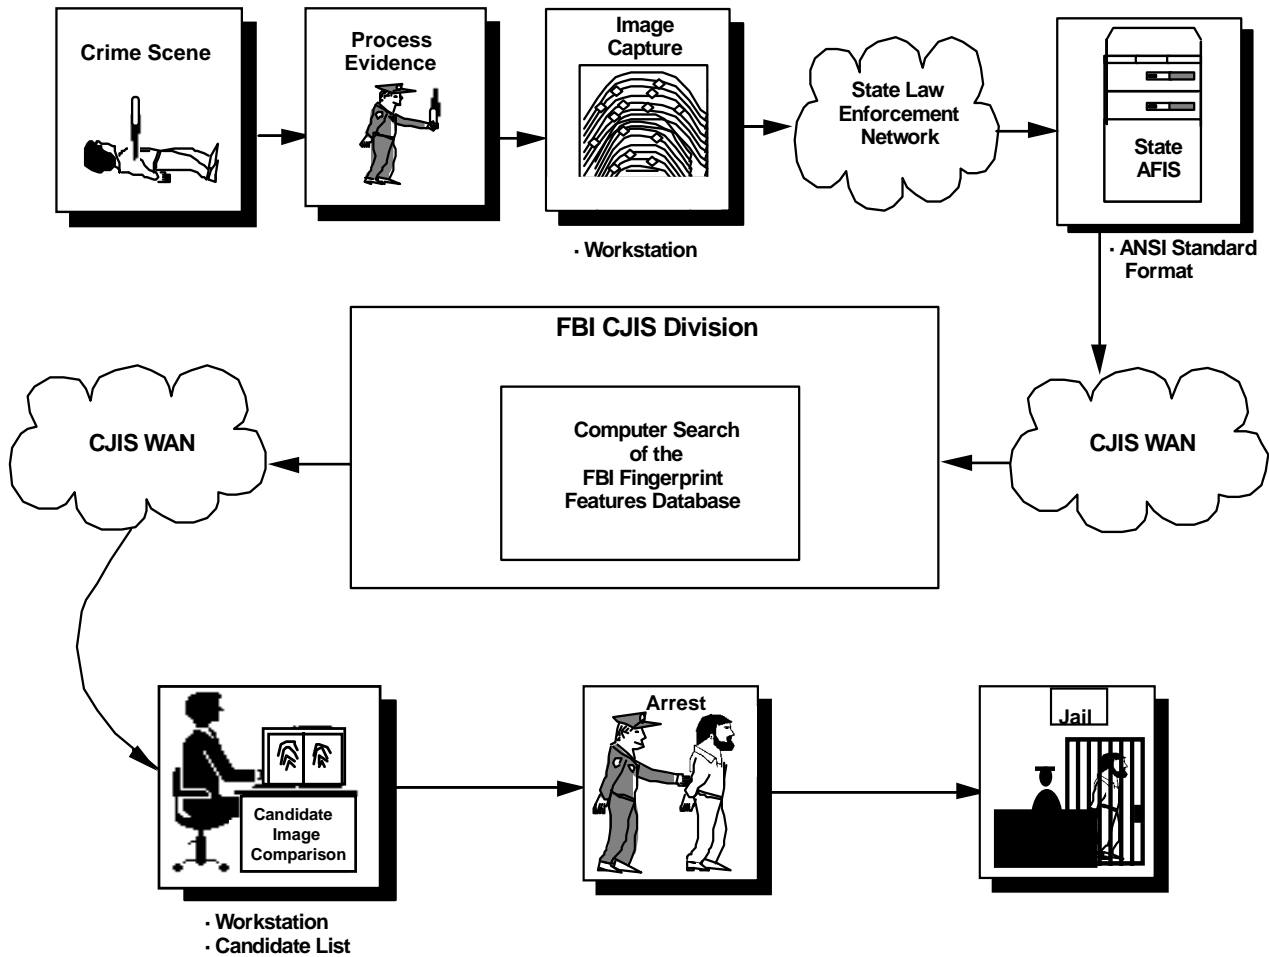 Crime Scene
Process
Evidence
Image
Capture
· Workstation
State Law
Enforcement
Network
State
AFIS
· ANSI Standard
Format
FBI CJIS Division
Computer Search
of the
FBI Fingerprint
Features Database
CJIS WAN
CJIS WAN
Candidate
Image
Comparison
· Workstation
· Candidate List
Arrest
Jail